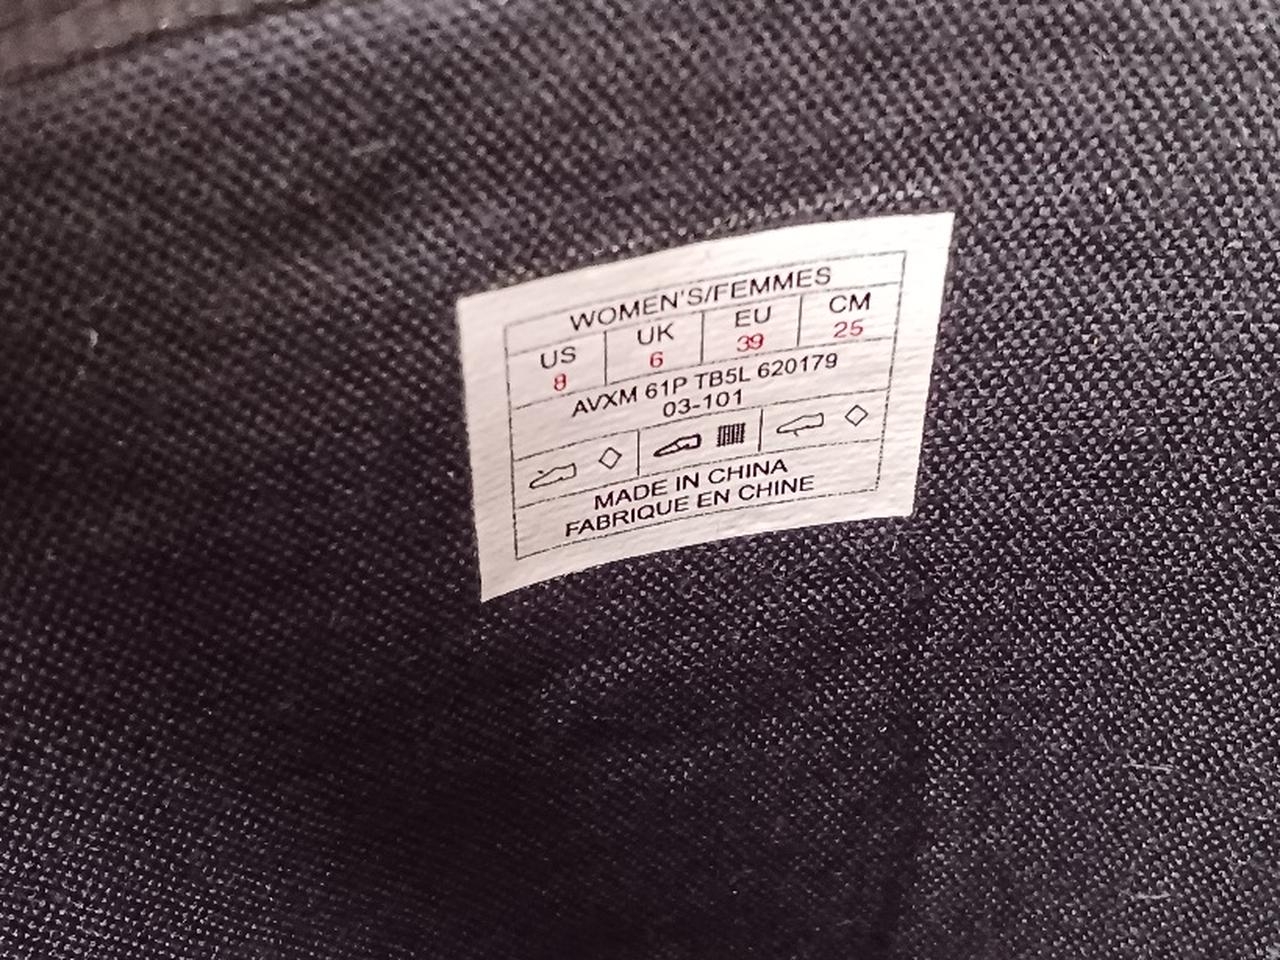 WOMEN'S/FEMMES
US UK EU CM
8 6 39 25
AVXM 61P TB5L 620179
03-101
MADE IN CHINA
FABRIQUE EN CHINE